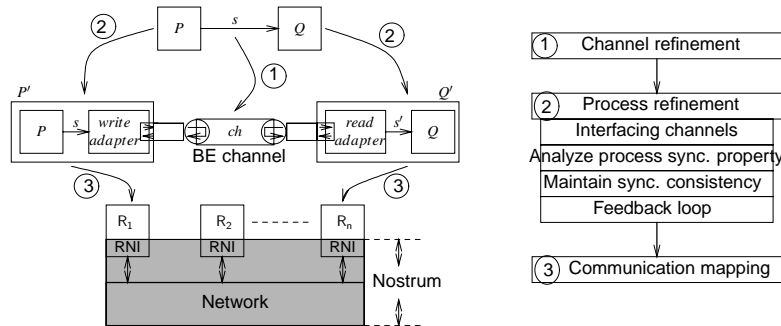 P s Q
2 2
1
P′ Q′
P s write adapter ch read adapter s′ Q
BE channel
3 3
R1 R2 Rn
RNI RNI RNI
Nostrum
Network
1 Channel refinement
2 Process refinement
Interfacing channels
Analyze process sync. property
Maintain sync. consistency
Feedback loop
3 Communication mapping